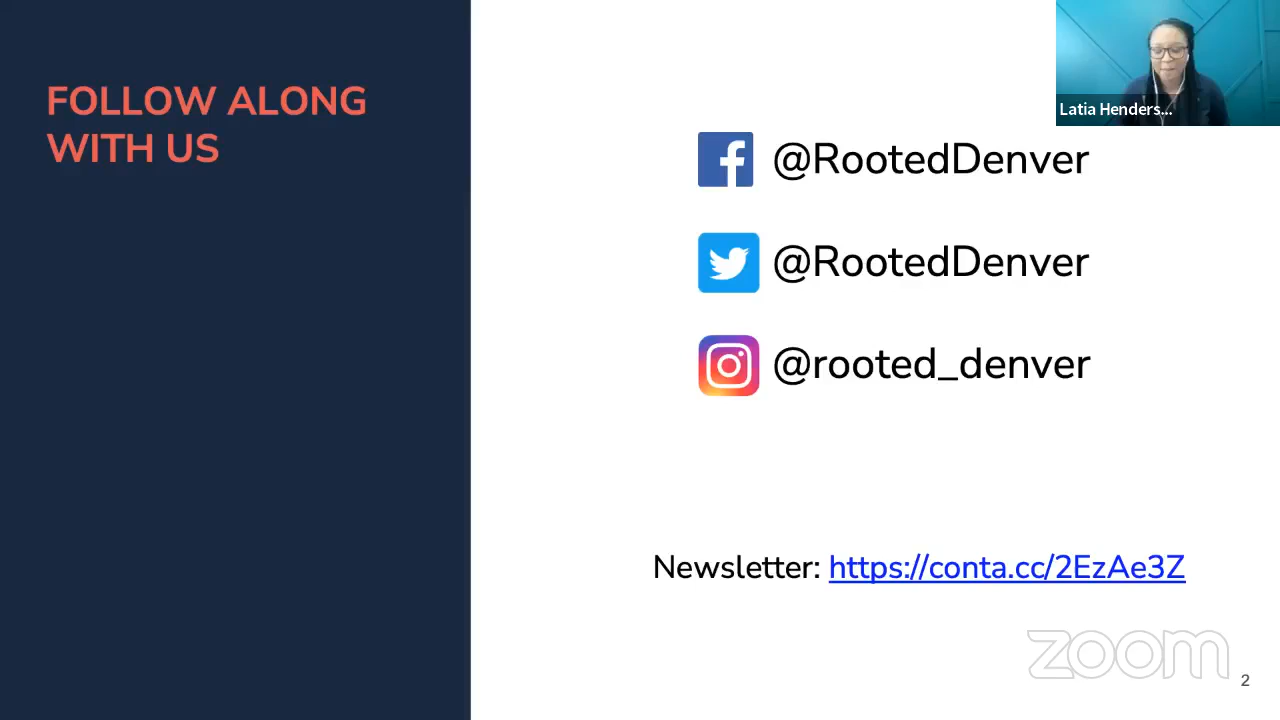 FOLLOW ALONG
WITH US
Latia Henders...
@RootedDenver
@RootedDenver
@rooted_denver
Newsletter: https://conta.cc/2EzAe3Z
zoom
2